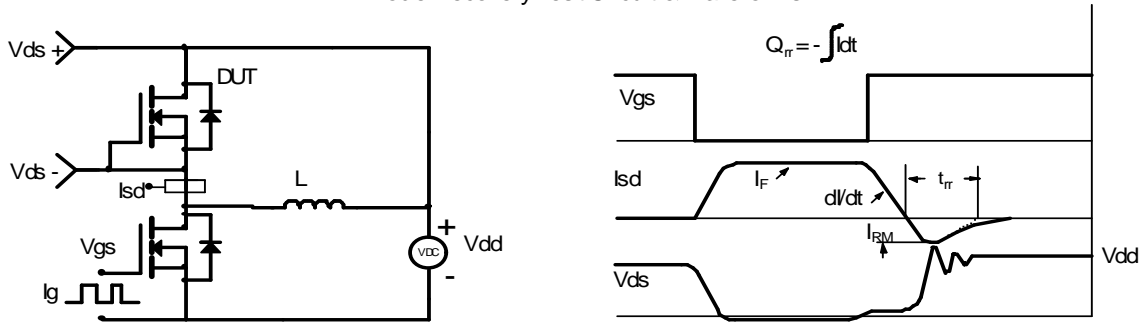 Vds +
DUT
Vds -
Isd
L
Vgs
Ig
+
VDC
-
Vdd
Qrr = - ∫Idt
Vgs
Isd
IF
dI/dt
trr
IRM
Vds
Vdd